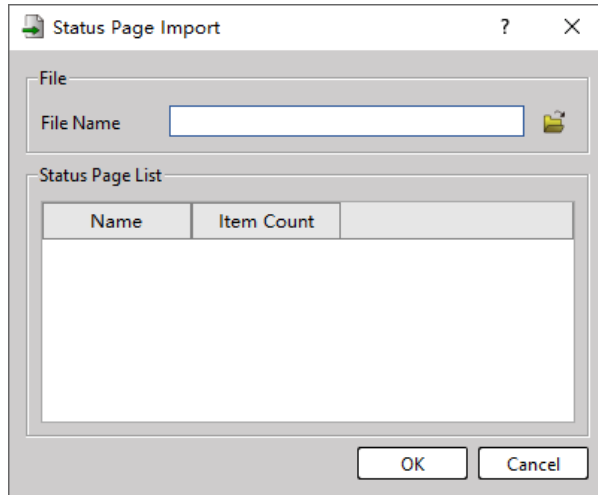 Status Page Import ?
File
File Name
Status Page List
Name Item Count
OK Cancel